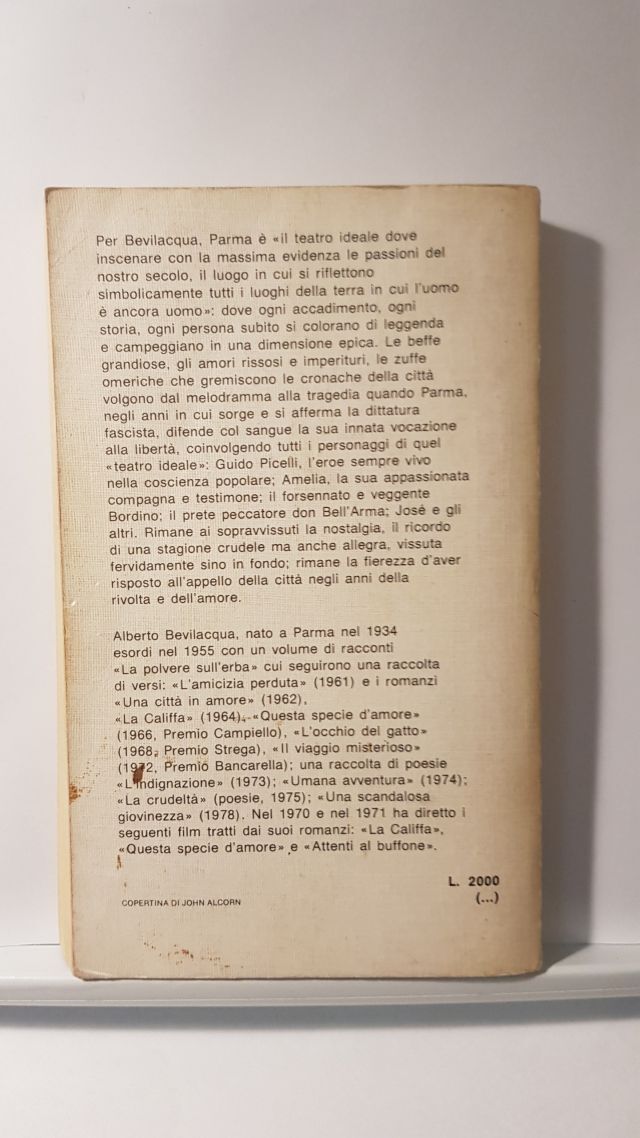 Per Bevilacqua, Parma è «il teatro ideale dove
inscenare con la massima evidenza le passioni del
nostro secolo, il luogo in cui si riflettono
simbolicamente tutti i luoghi della terra in cui l'uomo
è ancora uomo»: dove ogni accadimento, ogni
storia, ogni persona subito si colorano di leggenda
e campeggiano in una dimensione epica. Le beffe
grandiose, gli amori rissosi e imperituri, le zuffe
omeriche che gremiscono le cronache della città
volgono dal melodramma alla tragedia quando Parma,
negli anni in cui sorge e si afferma la dittatura
fascista, difende col sangue la sua innata vocazione
alla libertà, coinvolgendo tutti i personaggi di quel
«teatro ideale»: Guido Picelli, l'eroe sempre vivo
nella coscienza popolare; Amelia, la sua appassionata
compagna e testimone; il forsennato e veggente
Bordino; il prete peccatore don Bell'Arma; José e gli
altri. Rimane ai sopravvissuti la nostalgia, il ricordo
di una stagione crudele ma anche allegra, vissuta
fervidamente sino in fondo; rimane la fierezza d'aver
risposto all'appello della città negli anni della
rivolta e dell'amore.
Alberto Bevilacqua, nato a Parma nel 1934
esordì nel 1955 con un volume di racconti
«La polvere sull'erba» cui seguirono una raccolta
di versi: «L'amicizia perduta» (1961) e i romanzi
«Una città in amore» (1962),
«La Califfa» (1964), «Questa specie d'amore»
(1966, Premio Campiello), «L'occhio del gatto»
(1968, Premio Strega), «Il viaggio misterioso»
(1972, Premio Bancarella); una raccolta di poesie
«L'indignazione» (1973); «Umana avventura» (1974);
«La crudeltà» (poesie, 1975); «Una scandalosa
giovinezza» (1978). Nel 1970 e nel 1971 ha diretto i
seguenti film tratti dai suoi romanzi: «La Califfa»,
«Questa specie d'amore» e «Attenti al buffone».
L. 2000
(...)
COPERTINA DI JOHN ALCORN